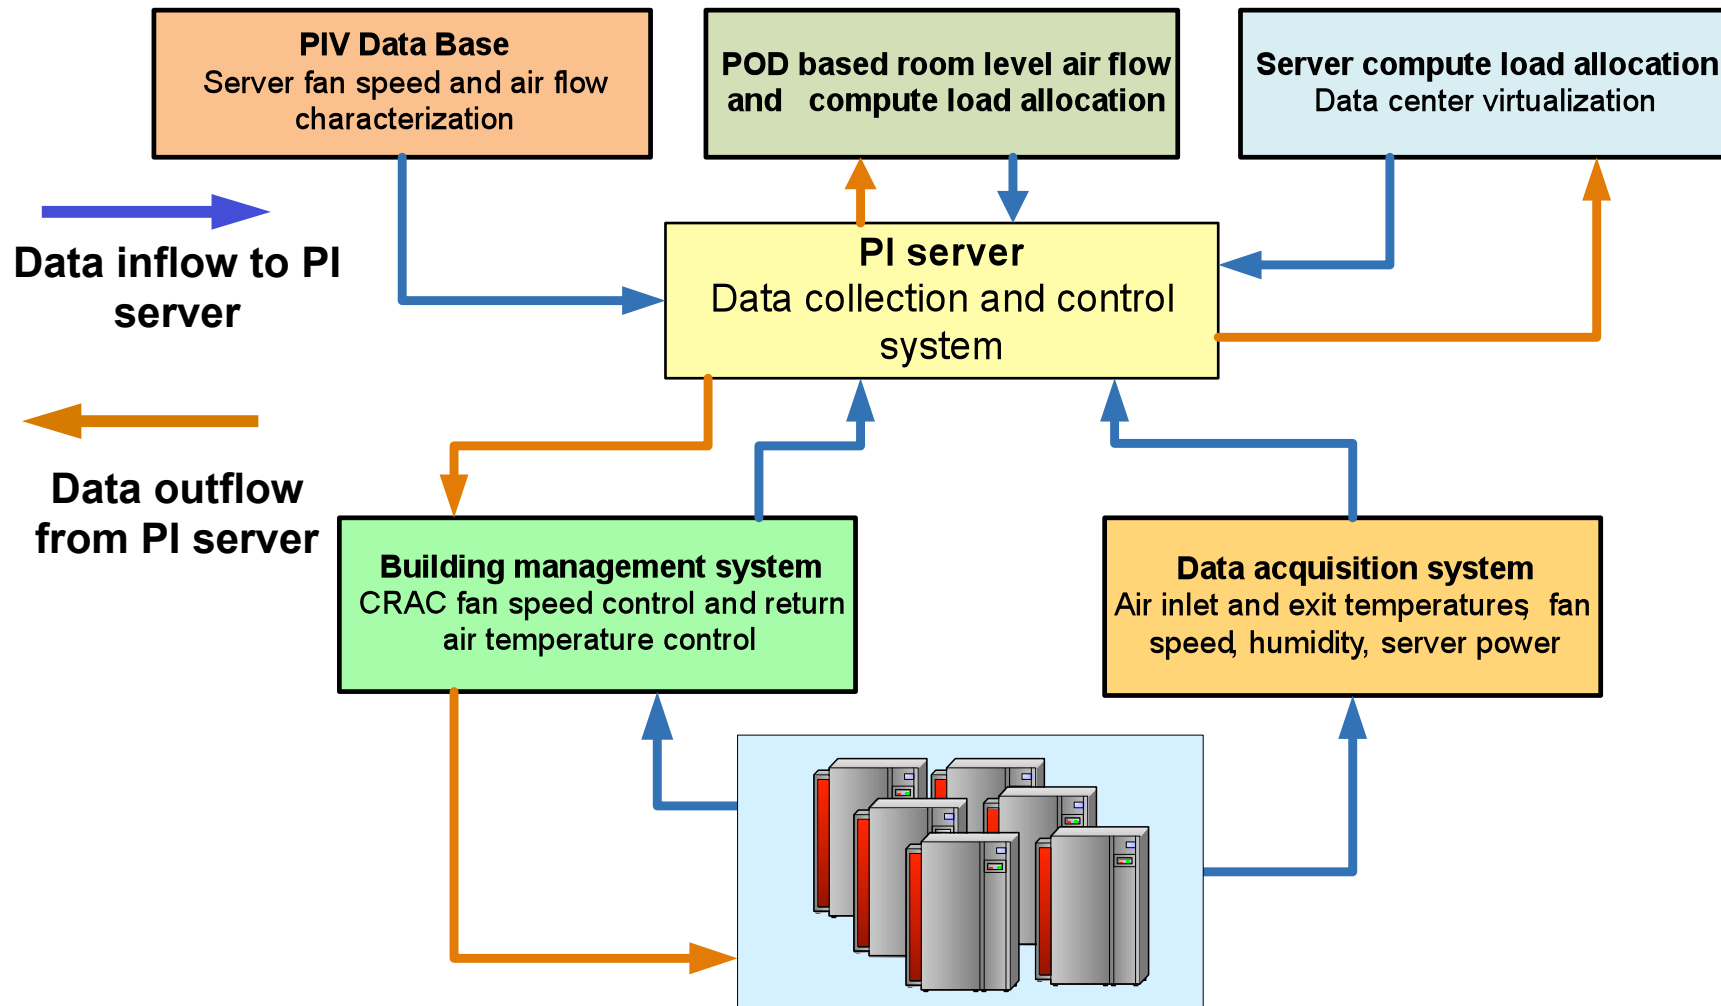 PIV Data Base
Server fan speed and air flow
characterization
POD based room level air flow
and compute load allocation
Server compute load allocation
Data center virtualization
Data inflow to PI
server
PI server
Data collection and control
system
Data outflow
from PI server
Building management system
CRAC fan speed control and return
air temperature control
Data acquisition system
Air inlet and exit temperatures, fan
speed, humidity, server power